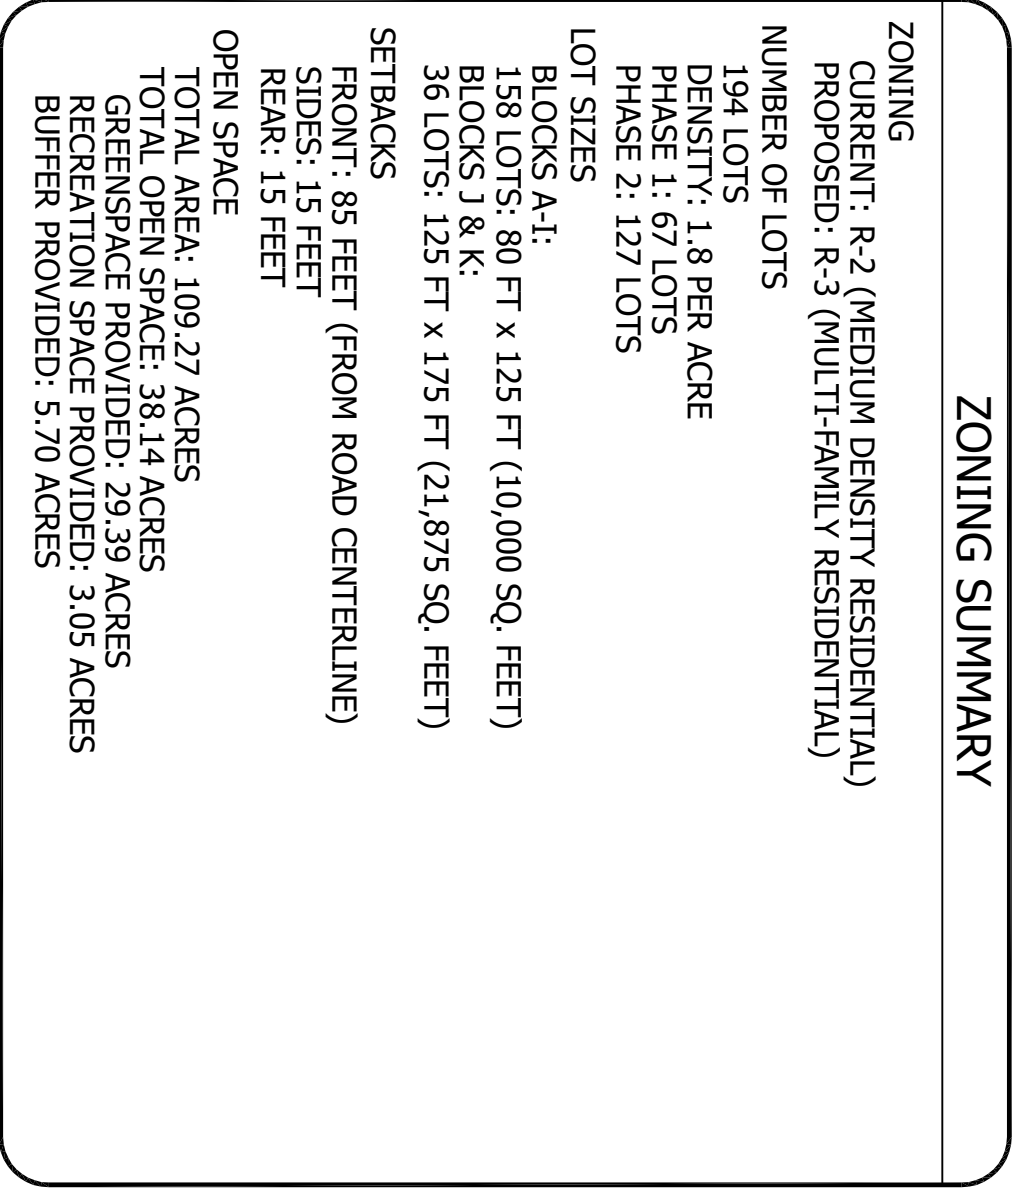 ZONING SUMMARY
ZONING
CURRENT: R-2 (MEDIUM DENSITY RESIDENTIAL)
PROPOSED: R-3 (MULTI-FAMILY RESIDENTIAL)
NUMBER OF LOTS
194 LOTS
DENSITY: 1.8 PER ACRE
PHASE 1: 67 LOTS
PHASE 2: 127 LOTS
LOT SIZES
BLOCKS A-I:
158 LOTS: 80 FT x 125 FT (10,000 SQ. FEET)
BLOCKS J & K:
36 LOTS: 125 FT x 175 FT (21,875 SQ. FEET)
SETBACKS
FRONT: 85 FEET (FROM ROAD CENTERLINE)
SIDES: 15 FEET
REAR: 15 FEET
OPEN SPACE
TOTAL AREA: 109.27 ACRES
TOTAL OPEN SPACE: 38.14 ACRES
GREENSPACE PROVIDED: 29.39 ACRES
RECREATION SPACE PROVIDED: 3.05 ACRES
BUFFER PROVIDED: 5.70 ACRES